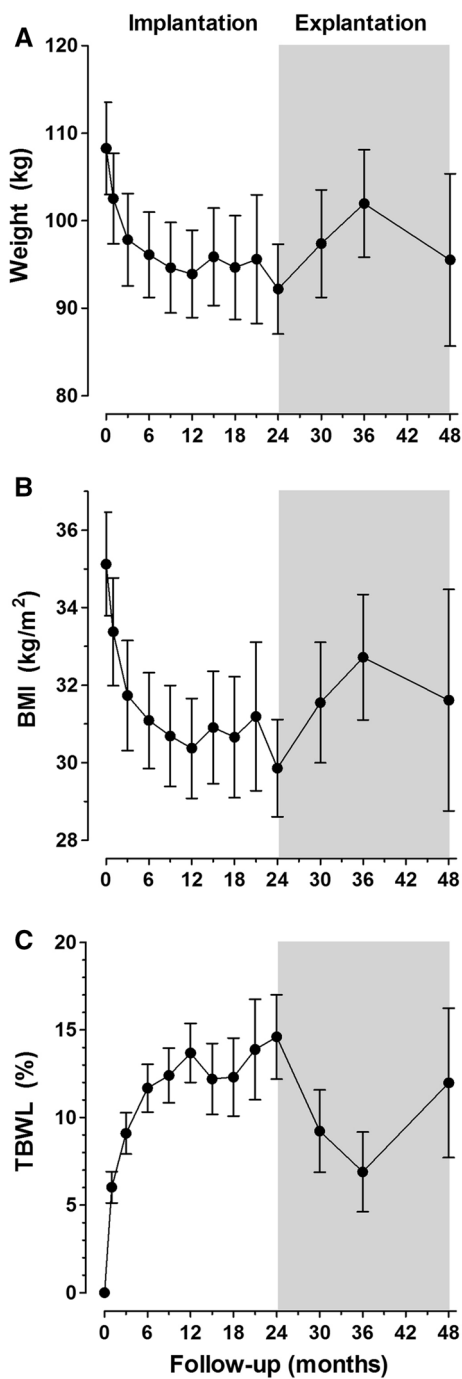 Implantation Explantation
A
120
110
100
90
80
Weight (kg)
0 6 12 18 24 30 36 42 48
B
36
34
32
30
28
BMI (kg/m²)
0 6 12 18 24 30 36 42 48
C
20
15
10
5
0
TBWL (%)
0 6 12 18 24 30 36 42 48
Follow-up (months)